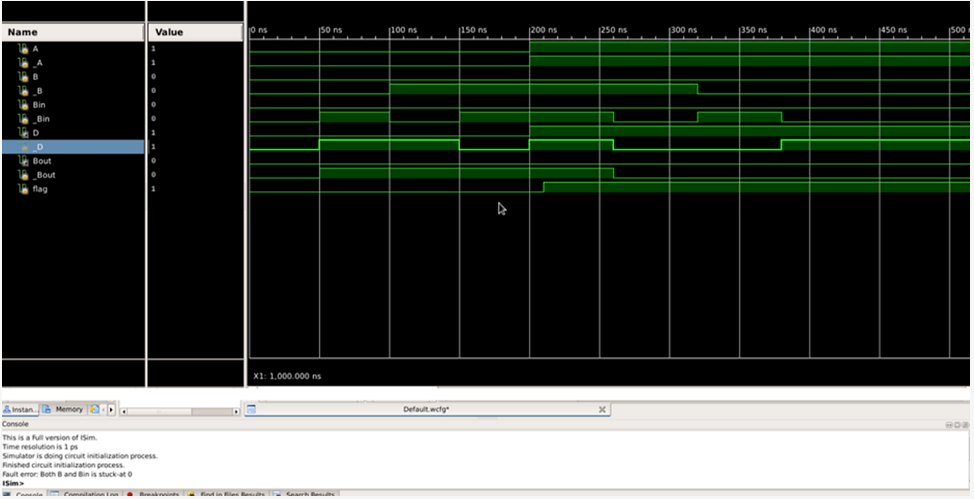 Name Value
0 ns 50 ns 100 ns 150 ns 200 ns 250 ns 300 ns 350 ns 400 ns 450 ns 500
A 1
_A 1
B 0
_B 0
Bin 0
_Bin 0
D 1
_D 1
Bout 0
_Bout 0
flag 1
X1: 1,000.000 ns
Instan... Memory Default.wcfg*
Console
This is a Full version of ISim.
Time resolution is 1 ps
Simulator is doing circuit initialization process.
Finished circuit initialization process.
Fault error: Both B and Bin is stuck-at 0
ISim>
Console Compilation Log Breakpoints Find in Files Results Search Results